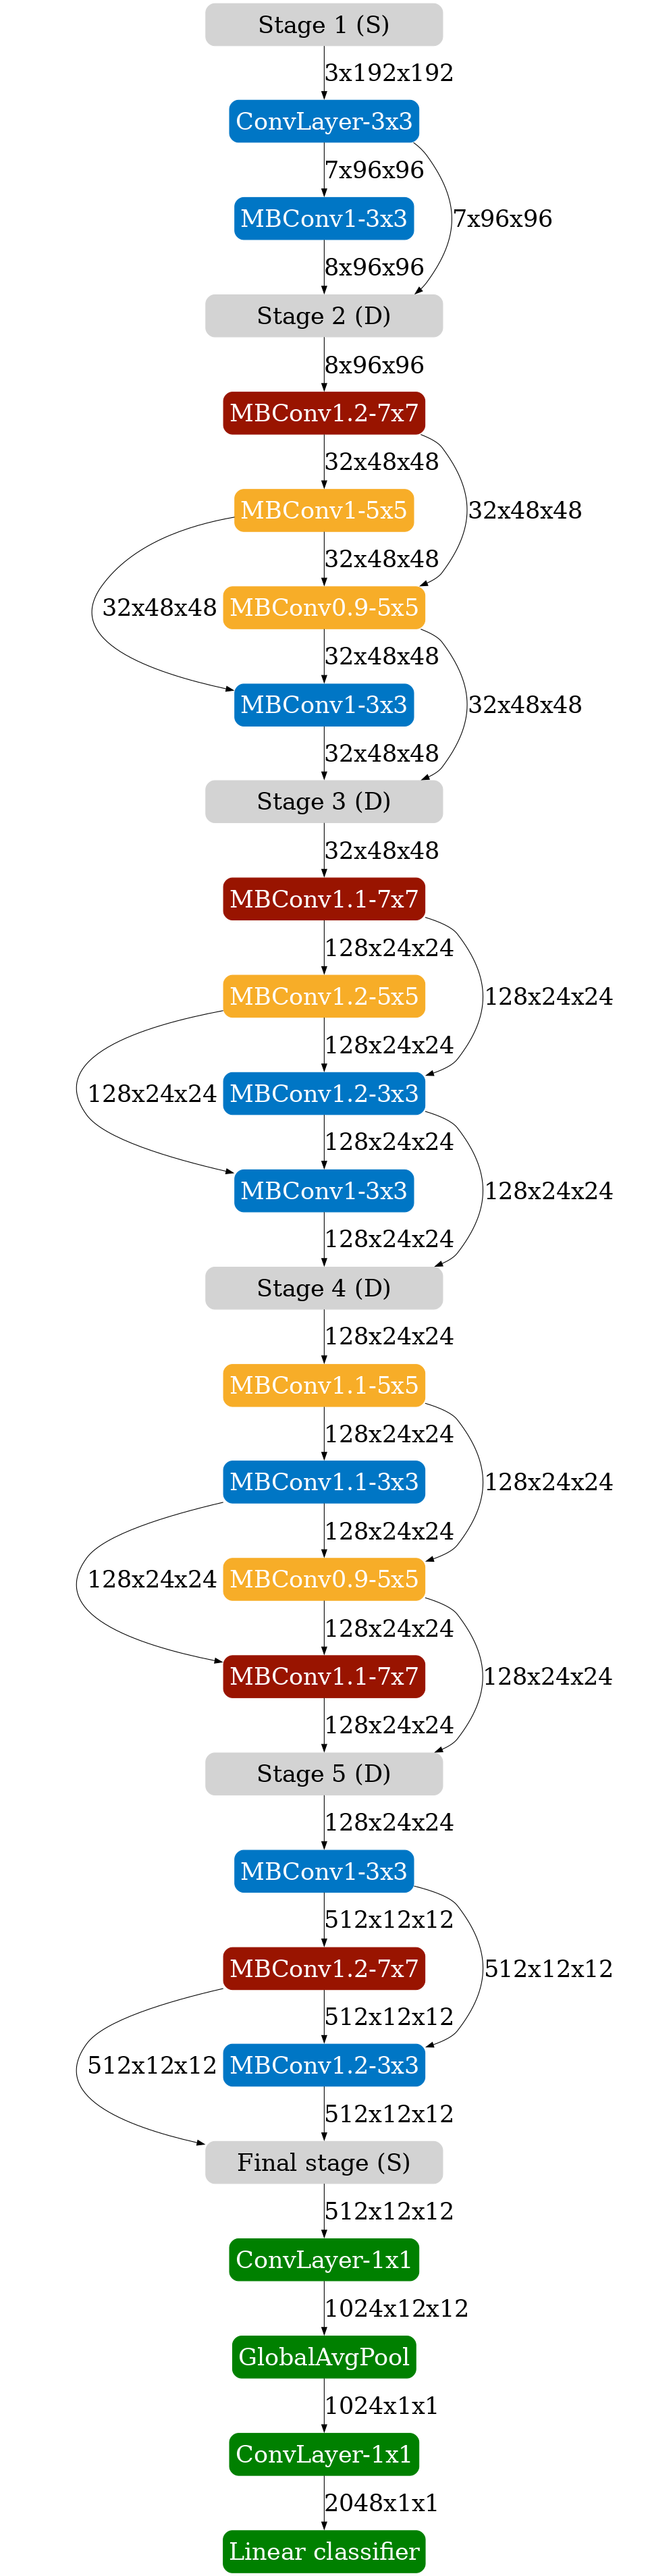 Stage 1 (S)
3x192x192
ConvLayer-3x3
7x96x96
MBConv1-3x3
7x96x96
8x96x96
Stage 2 (D)
8x96x96
MBConv1.2-7x7
32x48x48
MBConv1-5x5
32x48x48
32x48x48
32x48x48
MBConv0.9-5x5
32x48x48
MBConv1-3x3
32x48x48
32x48x48
Stage 3 (D)
32x48x48
MBConv1.1-7x7
128x24x24
MBConv1.2-5x5
128x24x24
128x24x24
128x24x24
MBConv1.2-3x3
128x24x24
MBConv1-3x3
128x24x24
128x24x24
Stage 4 (D)
128x24x24
MBConv1.1-5x5
128x24x24
MBConv1.1-3x3
128x24x24
128x24x24
128x24x24
MBConv0.9-5x5
128x24x24
MBConv1.1-7x7
128x24x24
128x24x24
Stage 5 (D)
128x24x24
MBConv1-3x3
512x12x12
MBConv1.2-7x7
512x12x12
512x12x12
512x12x12
MBConv1.2-3x3
512x12x12
Final stage (S)
512x12x12
ConvLayer-1x1
1024x12x12
GlobalAvgPool
1024x1x1
ConvLayer-1x1
2048x1x1
Linear classifier